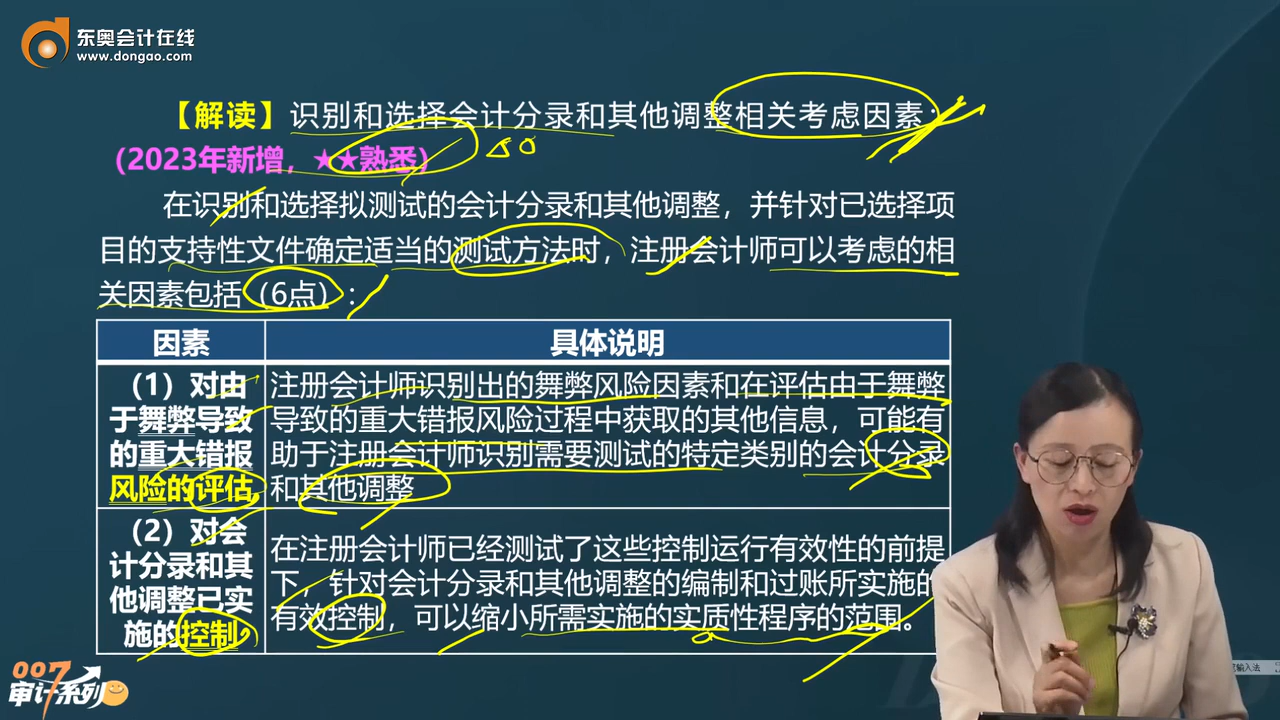 东奥会计在线
www.dongao.com
【解读】识别和选择会计分录和其他调整相关考虑因素：
（2023年新增，★★熟悉）
在识别和选择拟测试的会计分录和其他调整，并针对已选择项
目的支持性文件确定适当的测试方法时，注册会计师可以考虑的相
关因素包括（6点）：
因素
具体说明
（1）对由
于舞弊导致
的重大错报
风险的评估
注册会计师识别出的舞弊风险因素和在评估由于舞弊
导致的重大错报风险过程中获取的其他信息，可能有
助于注册会计师识别需要测试的特定类别的会计分录
和其他调整
（2）对会
计分录和其
他调整已实
施的控制
在注册会计师已经测试了这些控制运行有效性的前提
下，针对会计分录和其他调整的编制和过账所实施的
有效控制，可以缩小所需实施的实质性程序的范围。
007
审计系列
输入法